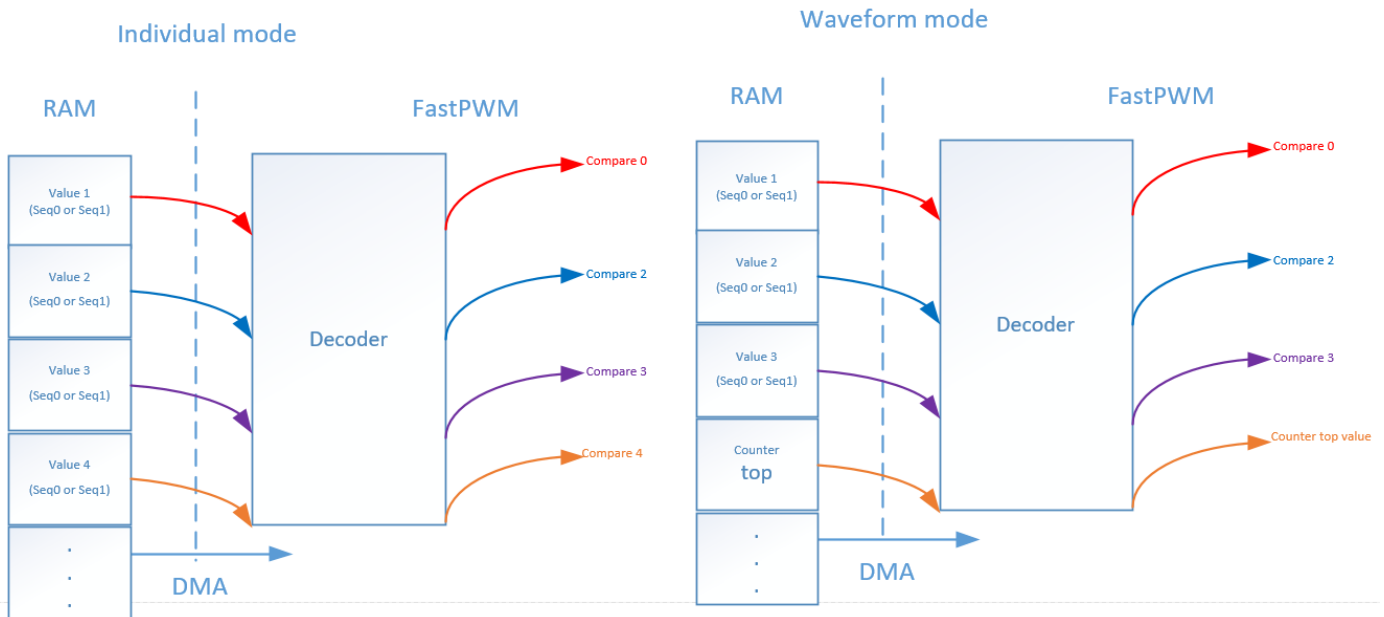 Individual mode
RAM
FastPWM
Value 1
(Seq0 or Seq1)
Value 2
(Seq0 or Seq1)
Value 3
(Seq0 or Seq1)
Value 4
(Seq0 or Seq1)
.
.
.
Decoder
Compare 0
Compare 2
Compare 3
Compare 4
DMA
Waveform mode
RAM
FastPWM
Value 1
(Seq0 or Seq1)
Value 2
(Seq0 or Seq1)
Value 3
(Seq0 or Seq1)
Counter
top
.
.
.
Decoder
Compare 0
Compare 2
Compare 3
Counter top value
DMA